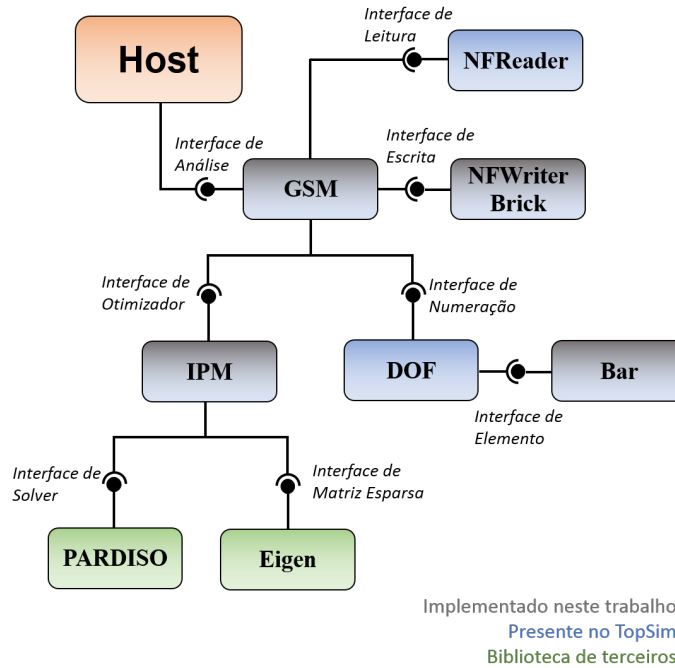 Interface de
Leitura
Host
NFReader
Interface de
Análise
Interface de
Escrita
GSM
NFWriter
Brick
Interface de
Otimizador
Interface de
Numeração
IPM
DOF
Bar
Interface de
Elemento
Interface de
Solver
Interface de
Matriz Esparsa
PARDISO
Eigen
Implementado neste trabalho
Presente no TopSim
Biblioteca de terceiros